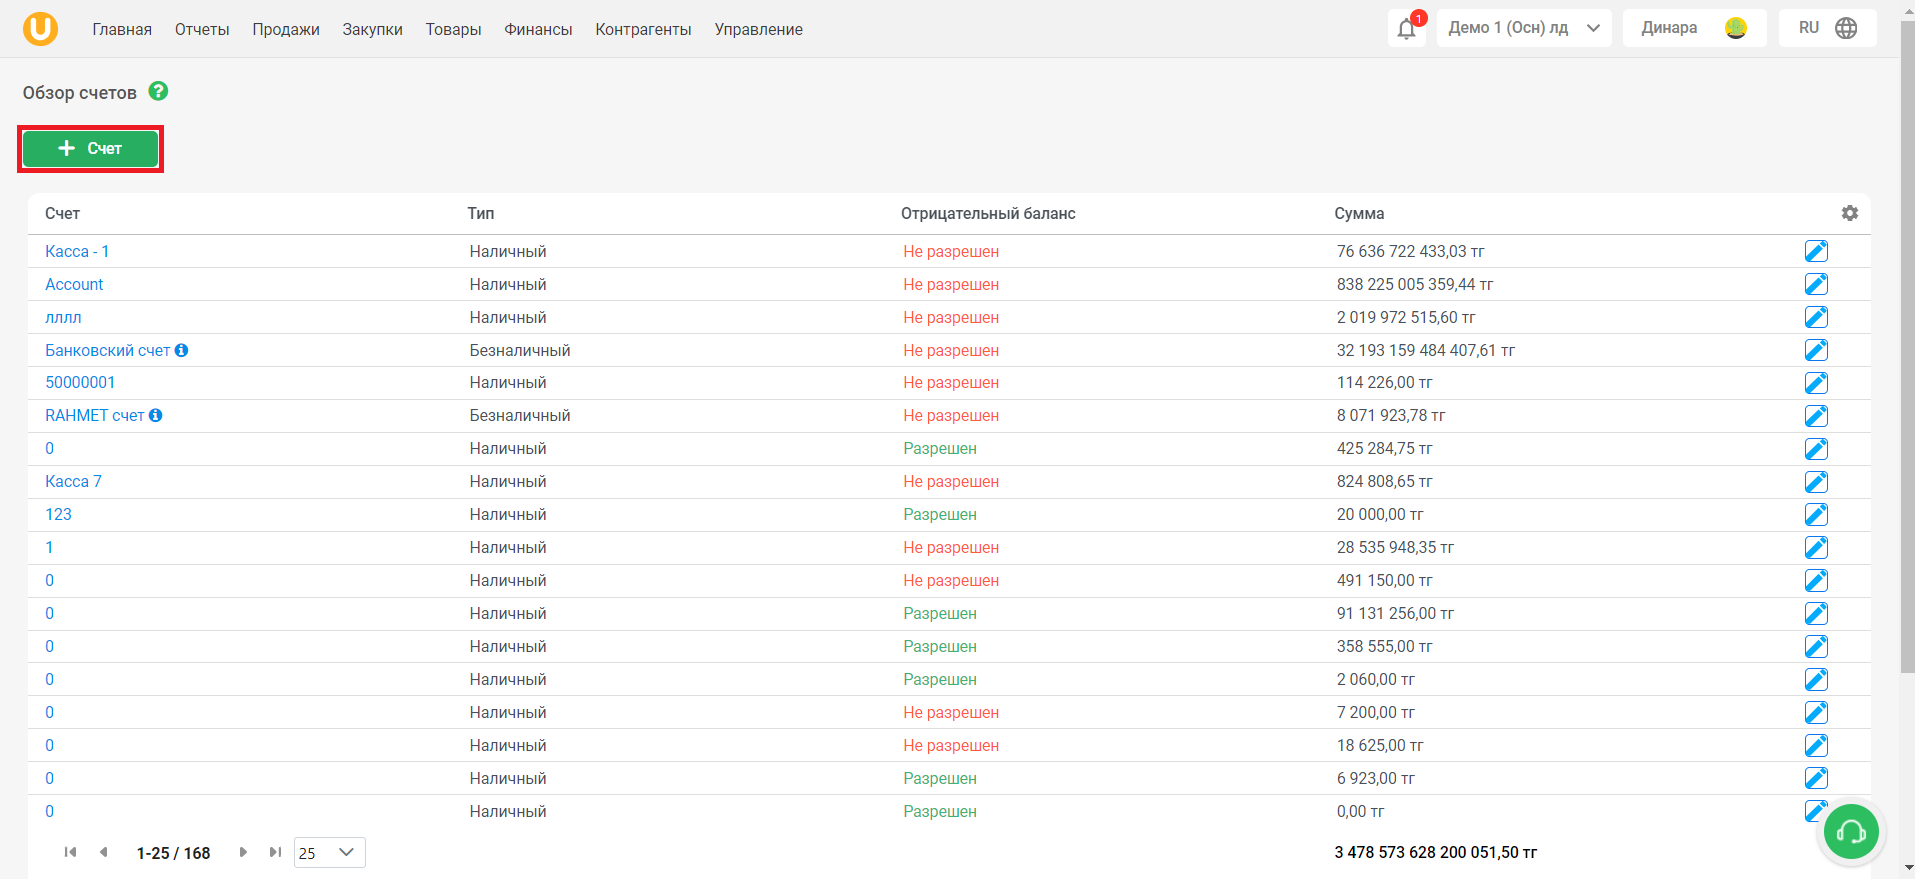 Главная Отчеты Продажи Закупки Товары Финансы Контрагенты Управление 1 Демо 1 (Осн) лд Динара RU
Обзор счетов ?
+ Счет
Счет Тип Отрицательный баланс Сумма
Касса - 1 Наличный Не разрешен 76 636 722 433,03 тг
Account Наличный Не разрешен 838 225 005 359,44 тг
лллл Наличный Не разрешен 2 019 972 515,60 тг
Банковский счет Безналичный Не разрешен 32 193 159 484 407,61 тг
50000001 Наличный Не разрешен 114 226,00 тг
RAHMET счет Безналичный Не разрешен 8 071 923,78 тг
0 Наличный Разрешен 425 284,75 тг
Касса 7 Наличный Не разрешен 824 808,65 тг
123 Наличный Разрешен 20 000,00 тг
1 Наличный Не разрешен 28 535 948,35 тг
0 Наличный Не разрешен 491 150,00 тг
0 Наличный Разрешен 91 131 256,00 тг
0 Наличный Разрешен 358 555,00 тг
0 Наличный Разрешен 2 060,00 тг
0 Наличный Не разрешен 7 200,00 тг
0 Наличный Не разрешен 18 625,00 тг
0 Наличный Разрешен 6 923,00 тг
0 Наличный Разрешен 0,00 тг
1-25 / 168 25 3 478 573 628 200 051,50 тг